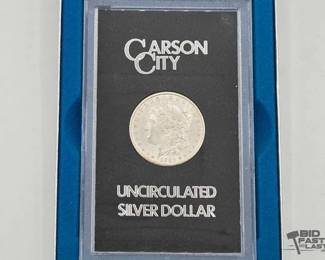 CARSON
CITY
UNCIRCULATED
SILVER DOLLAR
BID
FAST
LAST